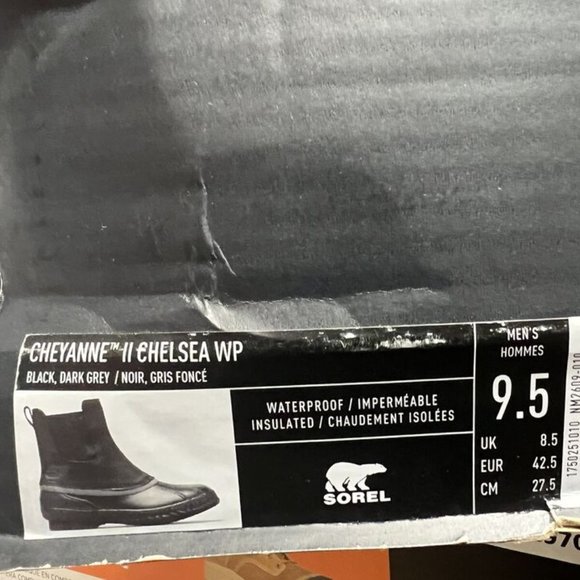 CHEYANNE™ II CHELSEA WP
BLACK, DARK GREY / NOIR, GRIS FONCÉ
WATERPROOF / IMPERMÉABLE
INSULATED / CHAUDEMENT ISOLÉES
SOREL
MEN'S
HOMMES
9.5
UK 8.5
EUR 42.5
CM 27.5
1750251010 NM2609-010